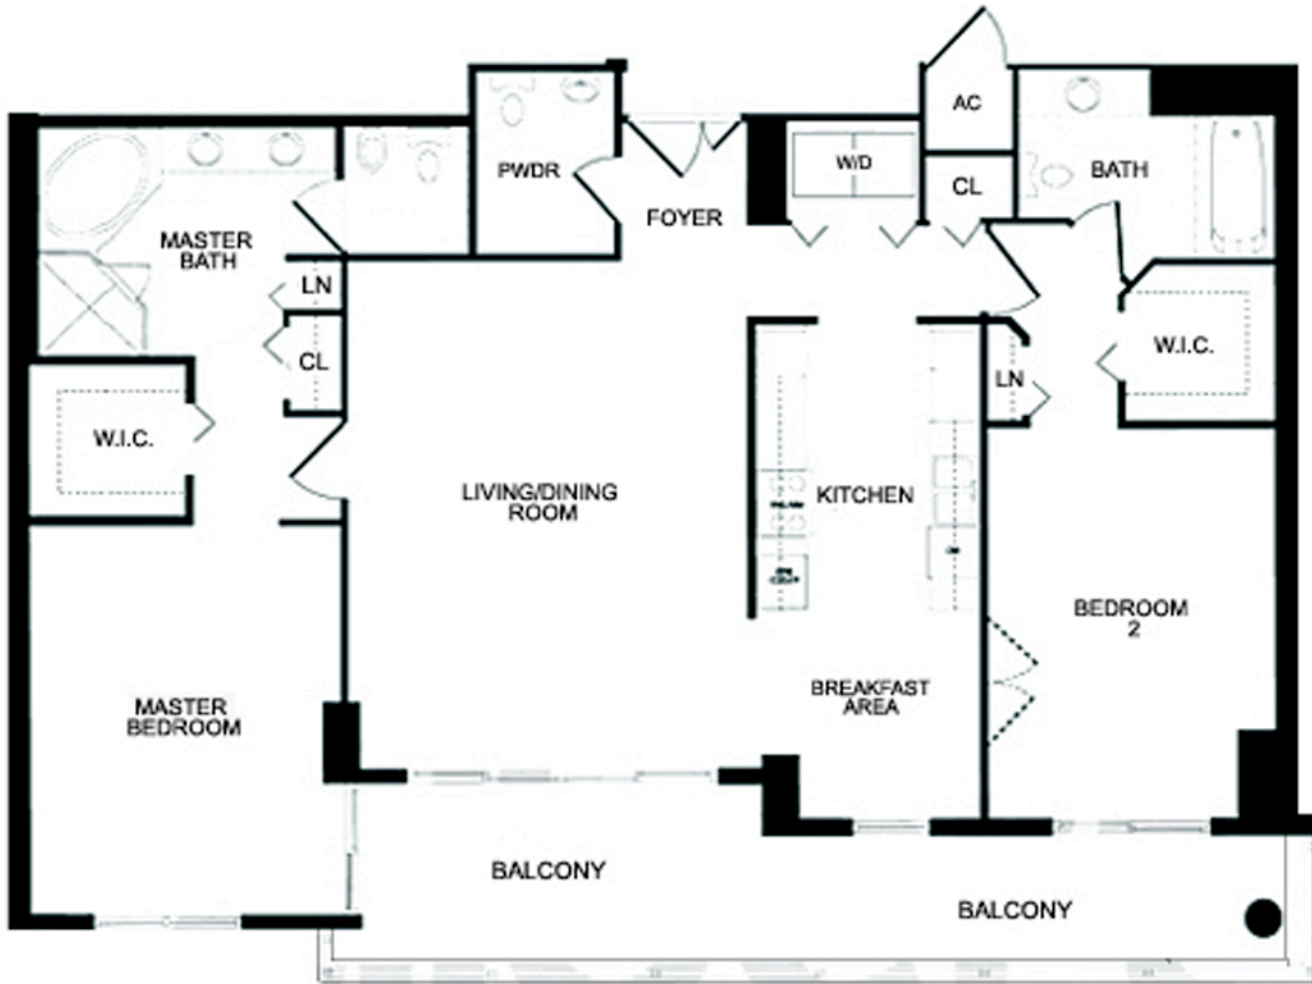 AC
W/D
PWDR
BATH
CL
FOYER
MASTER
BATH
LN
W.I.C.
CL
LN
W.I.C.
LIVING/DINING
ROOM
KITCHEN
BEDROOM
2
BREAKFAST
AREA
MASTER
BEDROOM
BALCONY
BALCONY